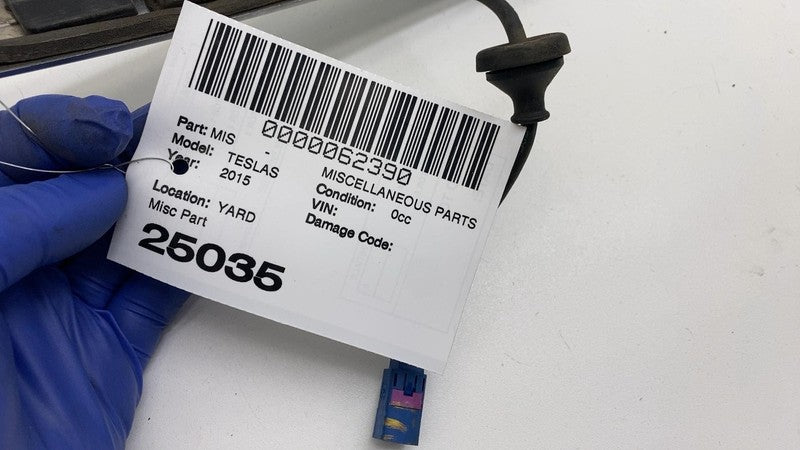 0000062390
Part: MIS - MISCELLANEOUS PARTS
Model: TESLAS Condition: 0cc
Year: 2015 VIN:
Location: YARD Damage Code:
Misc Part
25035